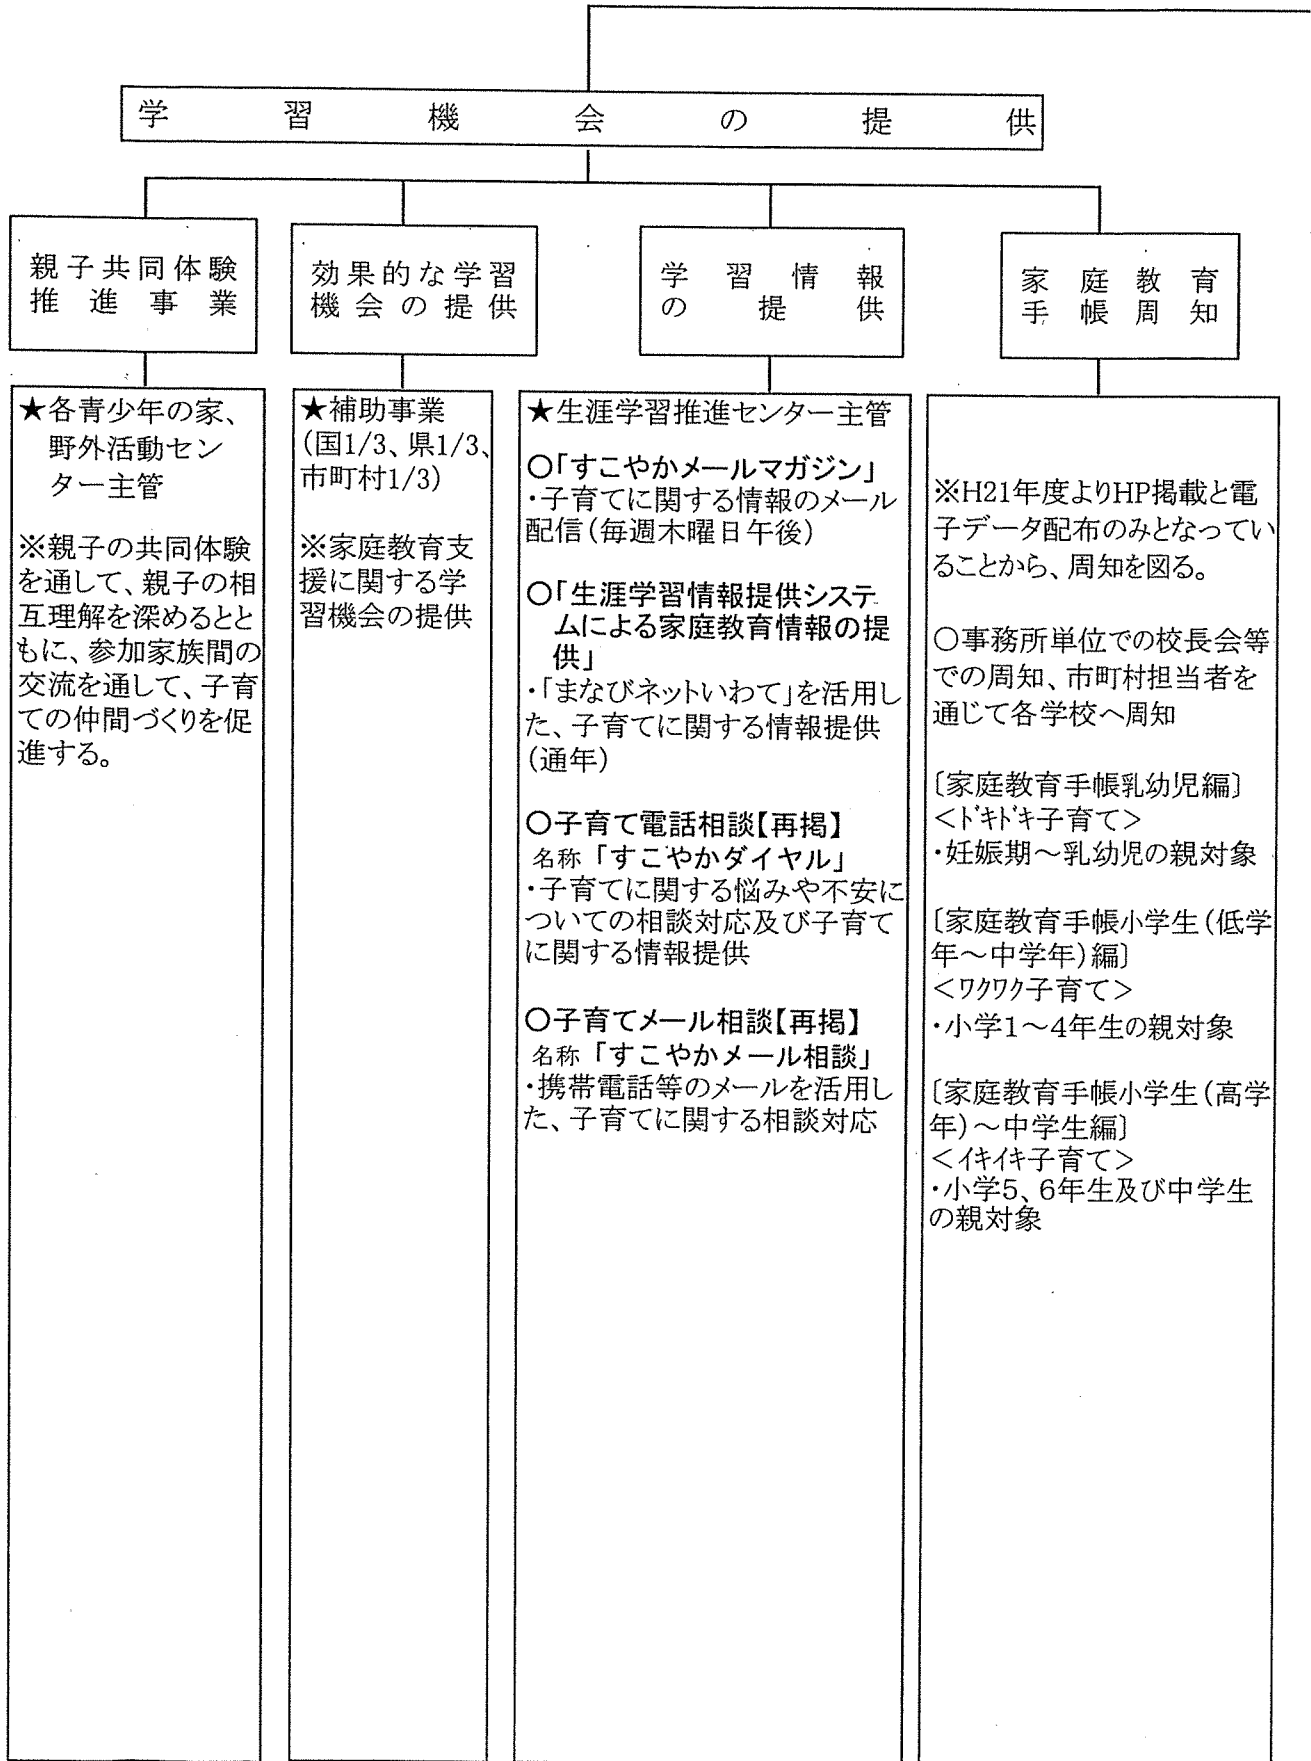 学習機会の提供
親子共同体験
推進事業
★各青少年の家、
野外活動セン
ター主管
※親子の共同体験
を通して、親子の相
互理解を深めるとと
もに、参加家族間の
交流を通して、子育
ての仲間づくりを促
進する。
効果的な学習
機会の提供
★補助事業
(国1/3、県1/3、
市町村1/3)
※家庭教育支
援に関する学
習機会の提供
学習情報
の提供
★生涯学習推進センター主管
〇「すこやかメールマガジン」
・子育てに関する情報のメール
配信(毎週木曜日午後)
〇「生涯学習情報提供システ
ムによる家庭教育情報の提
供」
・「まなびネットいわて」を活用し
た、子育てに関する情報提供
(通年)
〇子育て電話相談【再掲】
名称「すこやかダイヤル」
・子育てに関する悩みや不安に
ついての相談対応及び子育て
に関する情報提供
〇子育てメール相談【再掲】
名称「すこやかメール相談」
・携帯電話等のメールを活用し
た、子育てに関する相談対応
家庭教育
手帳周知
※H21年度よりHP掲載と電
子データ配布のみとなってい
ることから、周知を図る。
〇事務所単位での校長会等
での周知、市町村担当者を
通じて各学校へ周知
〔家庭教育手帳乳幼児編〕
<ﾄﾞｷﾄﾞｷ子育て>
・妊娠期～乳幼児の親対象
〔家庭教育手帳小学生(低学
年～中学年)編〕
<ﾜｸﾜｸ子育て>
・小学1～4年生の親対象
〔家庭教育手帳小学生(高学
年)～中学生編〕
<ｲｷｲｷ子育て>
・小学5、6年生及び中学生
の親対象